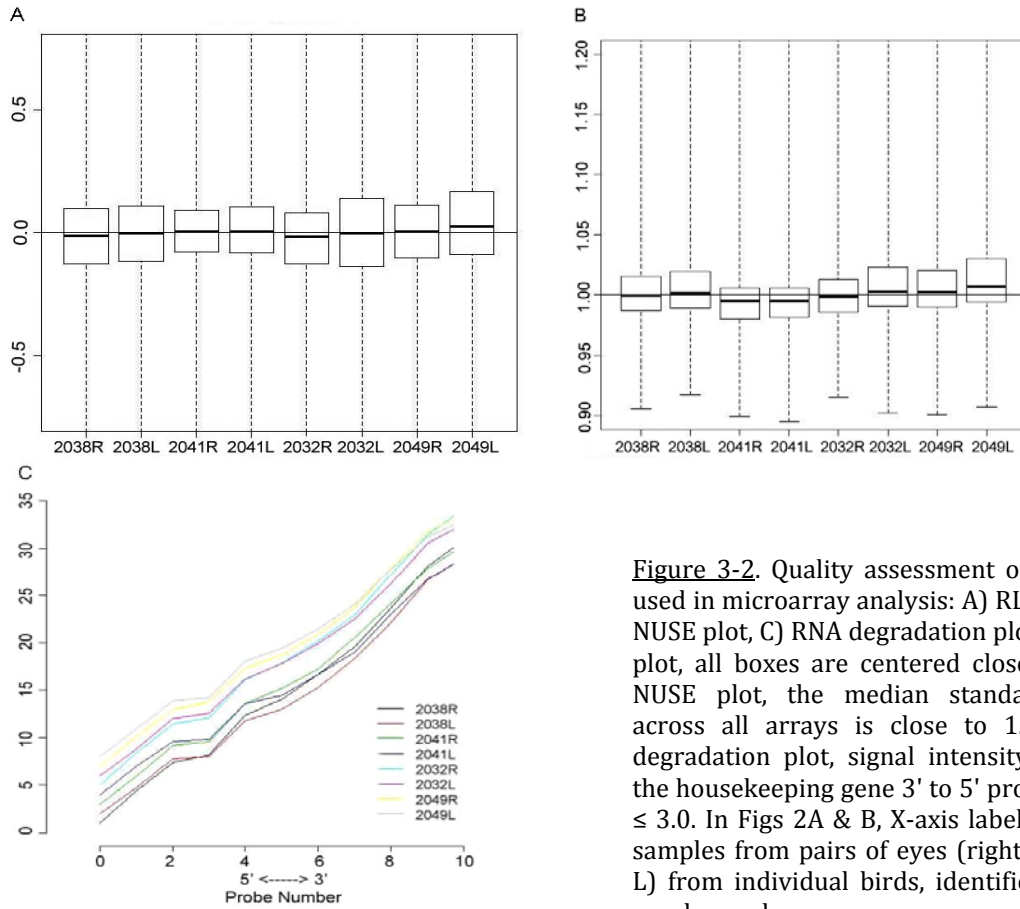 A
0.5
0.0
-0.5
2038R 2038L 2041R 2041L 2032R 2032L 2049R 2049L
B
1.20
1.15
1.10
1.05
1.00
0.95
0.90
2038R 2038L 2041R 2041L 2032R 2032L 2049R 2049L
C
35
30
25
20
15
10
5
0
0 2 4 6 8 10
5' <-----> 3'
Probe Number
2038R
2038L
2041R
2041L
2032R
2032L
2049R
2049L
Figure 3-2. Quality assessment o
used in microarray analysis: A) RL
NUSE plot, C) RNA degradation plo
plot, all boxes are centered close
NUSE plot, the median standa
across all arrays is close to 1.
degradation plot, signal intensity
the housekeeping gene 3' to 5' pro
≤ 3.0. In Figs 2A & B, X-axis label
samples from pairs of eyes (right
L) from individual birds, identifie